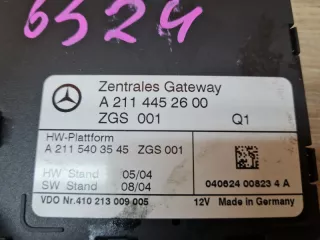 6524
Zentrales Gateway
A 211 445 26 00
ZGS 001 Q1
HW-Plattform
A 211 540 35 45 ZGS 001
HW Stand 05/04
SW Stand 08/04
040624 00823 4 A
VDO Nr.410 213 009 005 12V Made in Germany